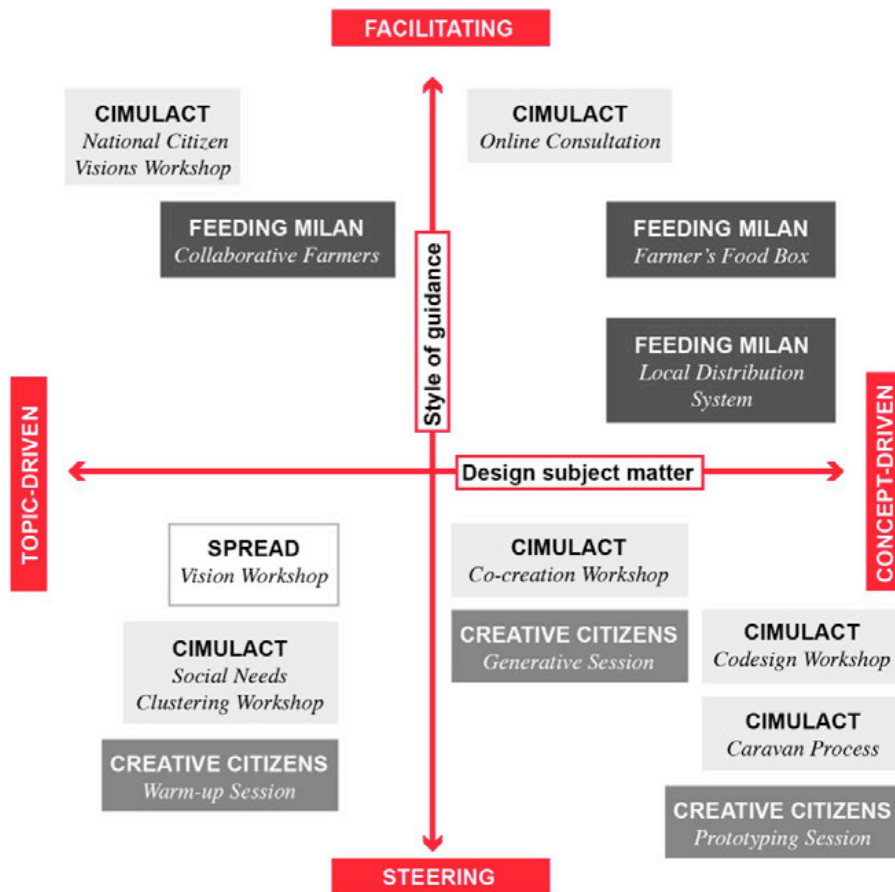 FACILITATING
CIMULACT
National Citizen
Visions Workshop
CIMULACT
Online Consultation
FEEDING MILAN
Collaborative Farmers
FEEDING MILAN
Farmer's Food Box
Style of guidance
FEEDING MILAN
Local Distribution
System
TOPIC-DRIVEN
Design subject matter
CONCEPT-DRIVEN
SPREAD
Vision Workshop
CIMULACT
Co-creation Workshop
CIMULACT
Social Needs
Clustering Workshop
CREATIVE CITIZENS
Generative Session
CIMULACT
Codesign Workshop
CIMULACT
Caravan Process
CREATIVE CITIZENS
Warm-up Session
CREATIVE CITIZENS
Prototyping Session
STEERING